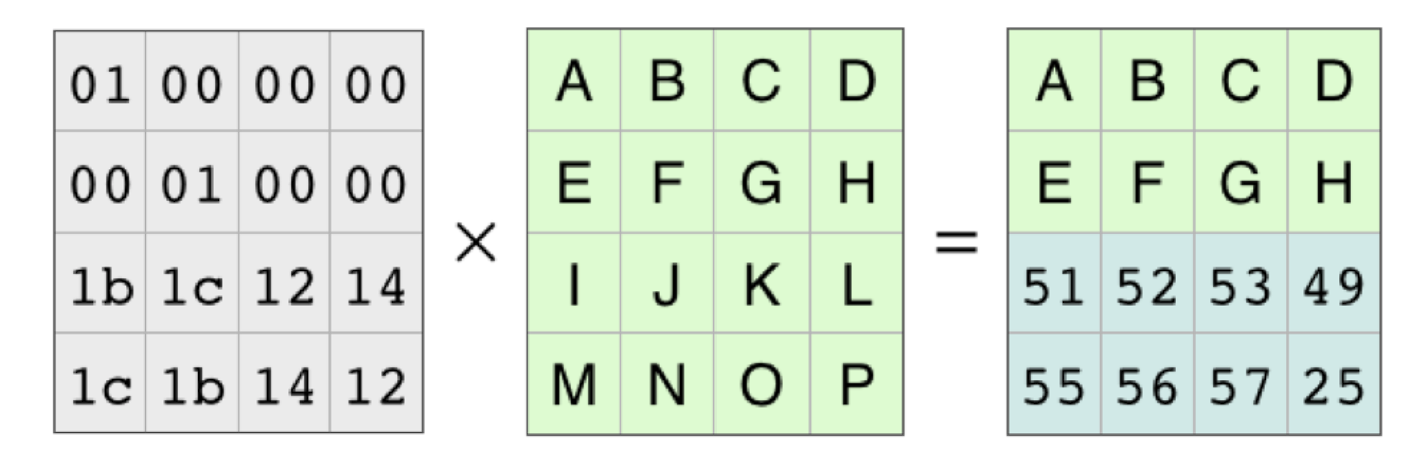 01 00 00 00 A B C D A B C D
00 01 00 00 E F G H E F G H
× =
1b 1c 12 14 I J K L 51 52 53 49
1c 1b 14 12 M N O P 55 56 57 25